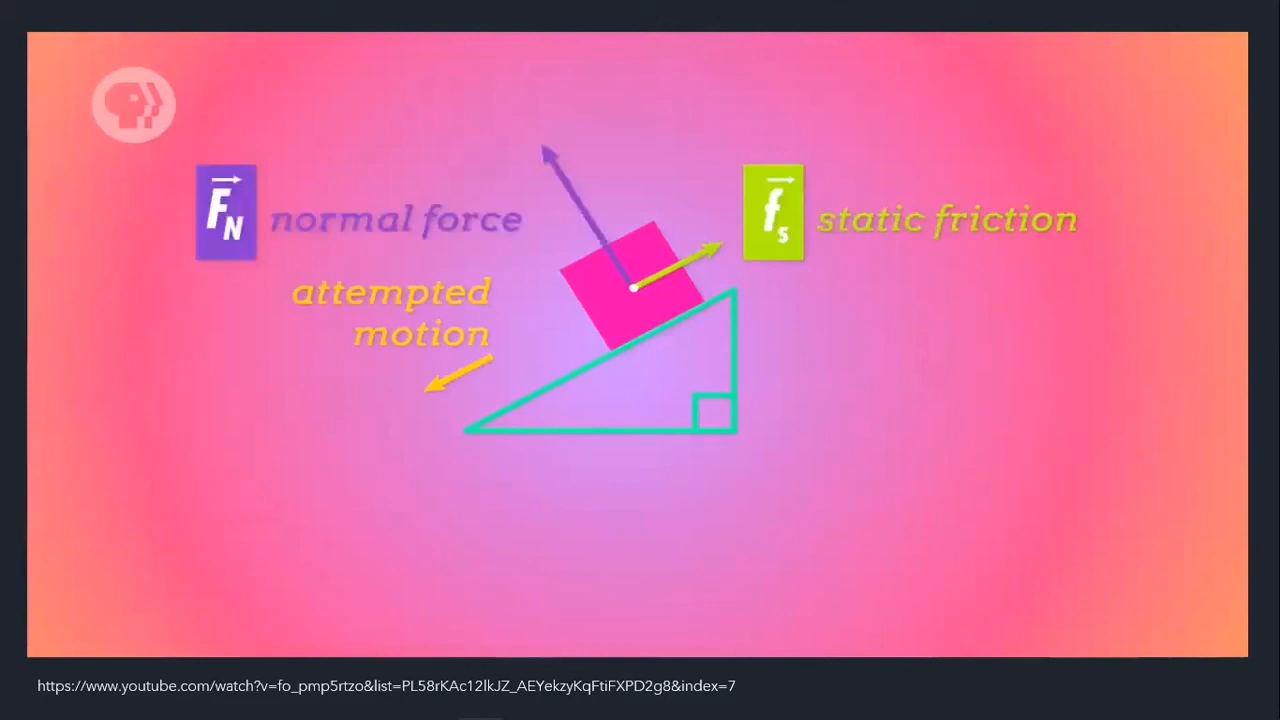 F_N normal force
f_s static friction
attempted
motion
https://www.youtube.com/watch?v=fo_pmp5rtzo&list=PL58rKAc12lkJZ_AEYekzyKqFtiFXPD2g8&index=7